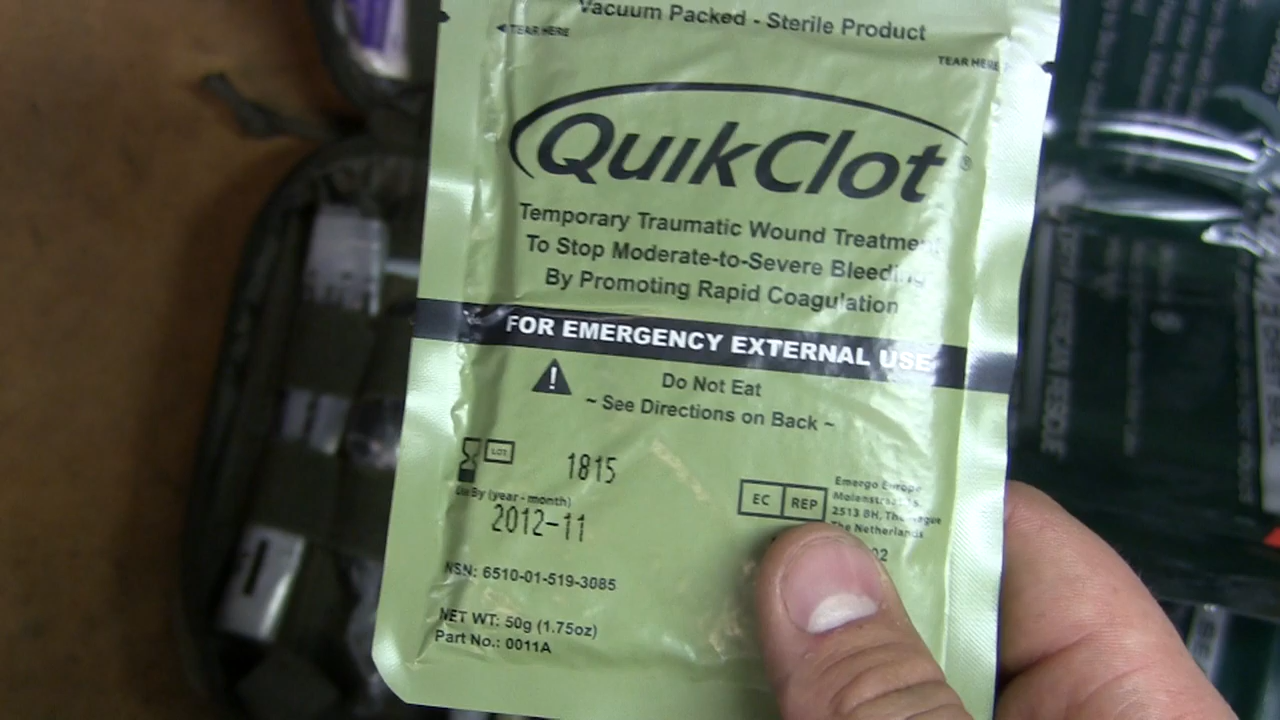 Vacuum Packed - Sterile Product
TEAR HERE
TEAR HERE
QuikClot®
Temporary Traumatic Wound Treatment
To Stop Moderate-to-Severe Bleeding
By Promoting Rapid Coagulation
FOR EMERGENCY EXTERNAL USE
!
Do Not Eat
~ See Directions on Back ~
LOT
1815
Use By (year - month)
2012-11
EC REP
Emergo Europe
2513 BH, The Hague
The Netherlands
02
NSN: 6510-01-519-3085
NET WT: 50g (1.75oz)
Part No.: 0011A